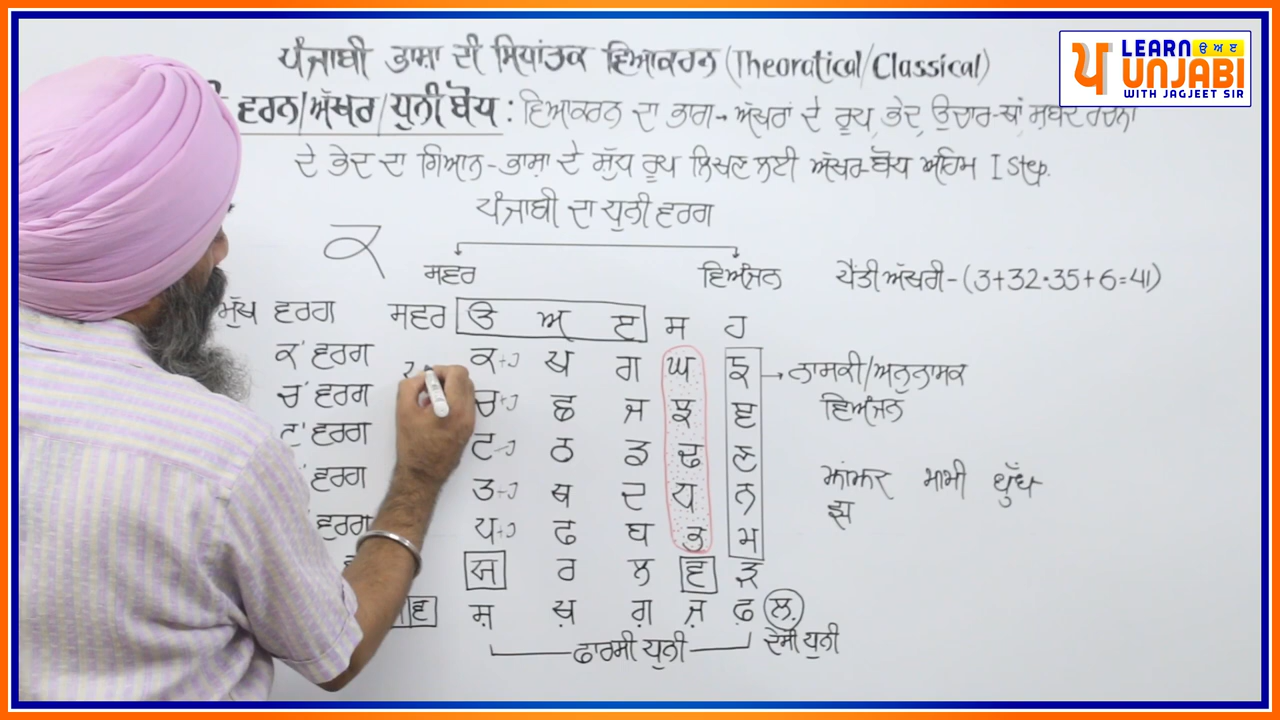 LEARN ੳ ਅ ੲ
ਪ UNJABI
WITH JAGJEET SIR
ਪੰਜਾਬੀ ਭਾਸ਼ਾ ਦੀ ਸਿਧਾਂਤਕ ਵਿਆਕਰਨ (Theoratical/Classical)
ਵਰਨ/ਅੱਖਰ/ਧੁਨੀ ਬੋਧ : ਵਿਆਕਰਨ ਦਾ ਭਾਗ → ਅੱਖਰਾਂ ਦੇ ਰੂਪ, ਭੇਦ, ਉਚਾਰ-ਥਾਂ, ਸ਼ਬਦ ਰਚਨਾ
ਦੇ ਭੇਦ ਦਾ ਗਿਆਨ - ਭਾਸ਼ਾ ਦੇ ਸ਼ੁੱਧ ਰੂਪ ਲਿਖਣ ਲਈ ਅੱਖਰ-ਬੋਧ ਅਹਿਮ I Step.
ਪੰਜਾਬੀ ਦਾ ਧੁਨੀ ਵਰਗ
ਕ
ਸਵਰ ਵਿਅੰਜਨ ਪੈਂਤੀ ਅੱਖਰੀ - (3+32=35+6=41)
ਮੁੱਖ ਵਰਗ ਸਵਰ ੳ ਅ ੲ ਸ ਹ
ਕ' ਵਰਗ ਕ→ ਖ ਗ ਘ ਙ → ਨਾਸਕੀ/ਅਨੁਨਾਸਕ
ਚ' ਵਰਗ ਚ→ ਛ ਜ ਝ ਞ ਵਿਅੰਜਨ
ਟ' ਵਰਗ ਟ→ ਠ ਡ ਢ ਣ
ਵਰਗ ਤ→ ਥ ਦ ਧ ਨ ਝਾਂਜਰ
ਝ
ਵਰਗ ਪ→ ਫ ਬ ਭ ਮ
ਯ ਰ ਲ ਵ ੜ
ਵ ਸ਼ ਖ਼ ਗ਼ ਜ਼ ਫ਼ ਲ਼
ਫਾਰਸੀ ਧੁਨੀ ਦੇਸੀ ਧੁਨੀ